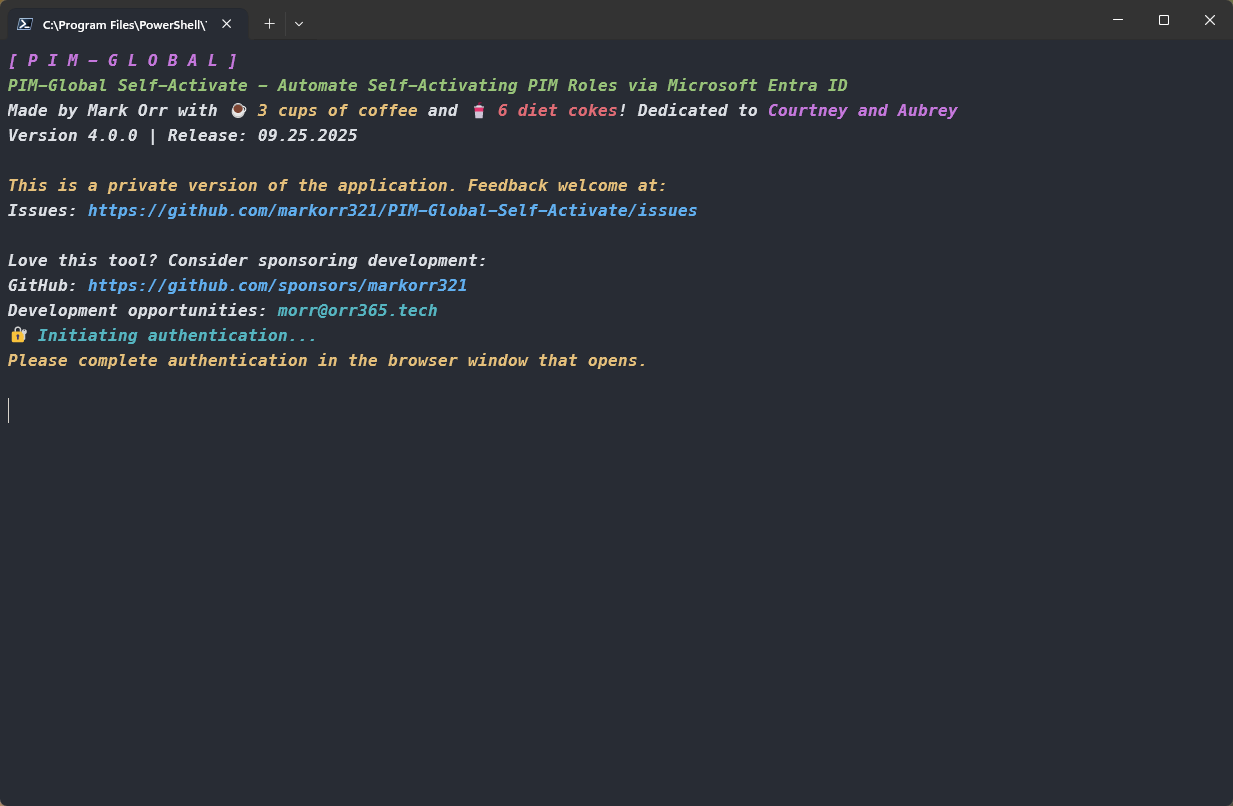 C:\Program Files\PowerShell\
[ P I M – G L O B A L ]
PIM–Global Self–Activate – Automate Self–Activating PIM Roles via Microsoft Entra ID
Made by Mark Orr with ☕ 3 cups of coffee and 🥤 6 diet cokes! Dedicated to Courtney and Aubrey
Version 4.0.0 | Release: 09.25.2025
This is a private version of the application. Feedback welcome at:
Issues: https://github.com/markorr321/PIM–Global–Self–Activate/issues
Love this tool? Consider sponsoring development:
GitHub: https://github.com/sponsors/markorr321
Development opportunities: morr@orr365.tech
🔐 Initiating authentication...
Please complete authentication in the browser window that opens.